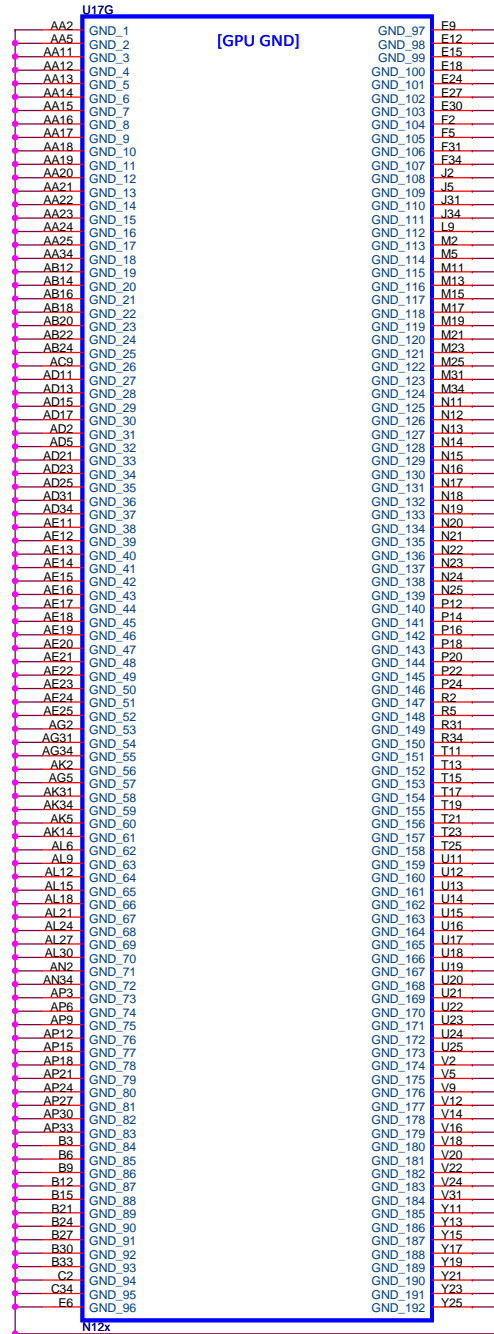 U17G
[GPU GND]
AA2 GND_1 GND_97 E9
AA5 GND_2 GND_98 E12
AA11 GND_3 GND_99 E15
AA12 GND_4 GND_100 E18
AA13 GND_5 GND_101 E24
AA14 GND_6 GND_102 E27
AA15 GND_7 GND_103 E30
AA16 GND_8 GND_104 F2
AA17 GND_9 GND_105 F5
AA18 GND_10 GND_106 F31
AA19 GND_11 GND_107 F34
AA20 GND_12 GND_108 J2
AA21 GND_13 GND_109 J5
AA22 GND_14 GND_110 J31
AA23 GND_15 GND_111 J34
AA24 GND_16 GND_112 L9
AA25 GND_17 GND_113 M2
AA34 GND_18 GND_114 M5
AB12 GND_19 GND_115 M11
AB14 GND_20 GND_116 M13
AB16 GND_21 GND_117 M15
AB18 GND_22 GND_118 M17
AB20 GND_23 GND_119 M19
AB22 GND_24 GND_120 M21
AB24 GND_25 GND_121 M23
AC9 GND_26 GND_122 M25
AD11 GND_27 GND_123 M31
AD13 GND_28 GND_124 M34
AD15 GND_29 GND_125 N11
AD17 GND_30 GND_126 N12
AD2 GND_31 GND_127 N13
AD5 GND_32 GND_128 N14
AD21 GND_33 GND_129 N15
AD23 GND_34 GND_130 N16
AD25 GND_35 GND_131 N17
AD31 GND_36 GND_132 N18
AD34 GND_37 GND_133 N19
AE11 GND_38 GND_134 N20
AE12 GND_39 GND_135 N21
AE13 GND_40 GND_136 N22
AE14 GND_41 GND_137 N23
AE15 GND_42 GND_138 N24
AE16 GND_43 GND_139 N25
AE17 GND_44 GND_140 P12
AE18 GND_45 GND_141 P14
AE19 GND_46 GND_142 P16
AE20 GND_47 GND_143 P18
AE21 GND_48 GND_144 P20
AE22 GND_49 GND_145 P22
AE23 GND_50 GND_146 P24
AE24 GND_51 GND_147 R2
AE25 GND_52 GND_148 R5
AG2 GND_53 GND_149 R31
AG31 GND_54 GND_150 R34
AG34 GND_55 GND_151 T11
AK2 GND_56 GND_152 T13
AG5 GND_57 GND_153 T15
AK31 GND_58 GND_154 T17
AK34 GND_59 GND_155 T19
AK5 GND_60 GND_156 T21
AK14 GND_61 GND_157 T23
AL6 GND_62 GND_158 T25
AL9 GND_63 GND_159 U11
AL12 GND_64 GND_160 U12
AL15 GND_65 GND_161 U13
AL18 GND_66 GND_162 U14
AL21 GND_67 GND_163 U15
AL24 GND_68 GND_164 U16
AL27 GND_69 GND_165 U17
AL30 GND_70 GND_166 U18
AN2 GND_71 GND_167 U19
AN34 GND_72 GND_168 U20
AP3 GND_73 GND_169 U21
AP6 GND_74 GND_170 U22
AP9 GND_75 GND_171 U23
AP12 GND_76 GND_172 U24
AP15 GND_77 GND_173 U25
AP18 GND_78 GND_174 V2
AP21 GND_79 GND_175 V5
AP24 GND_80 GND_176 V9
AP27 GND_81 GND_177 V12
AP30 GND_82 GND_178 V14
AP33 GND_83 GND_179 V16
B3 GND_84 GND_180 V18
B6 GND_85 GND_181 V20
B9 GND_86 GND_182 V22
B12 GND_87 GND_183 V24
B15 GND_88 GND_184 V31
B21 GND_89 GND_185 Y11
B24 GND_90 GND_186 Y13
B27 GND_91 GND_187 Y15
B30 GND_92 GND_188 Y17
B33 GND_93 GND_189 Y19
C2 GND_94 GND_190 Y21
C34 GND_95 GND_191 Y23
E6 GND_96 GND_192 Y25
N12x